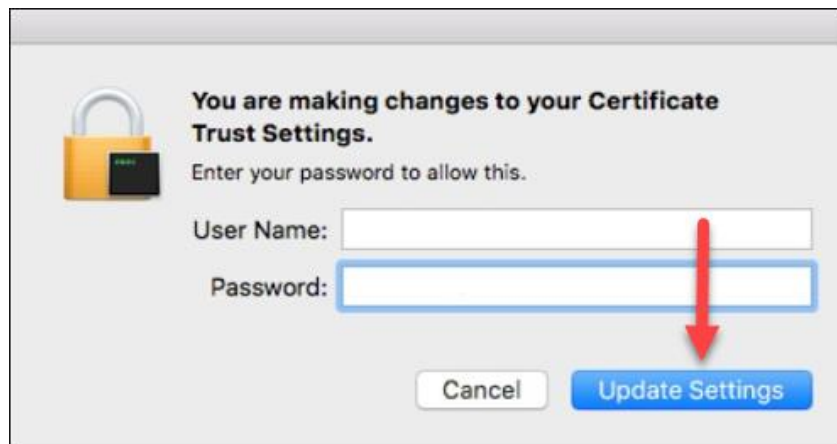 You are making changes to your Certificate
Trust Settings.
Enter your password to allow this.
User Name:
Password:
Cancel
Update Settings